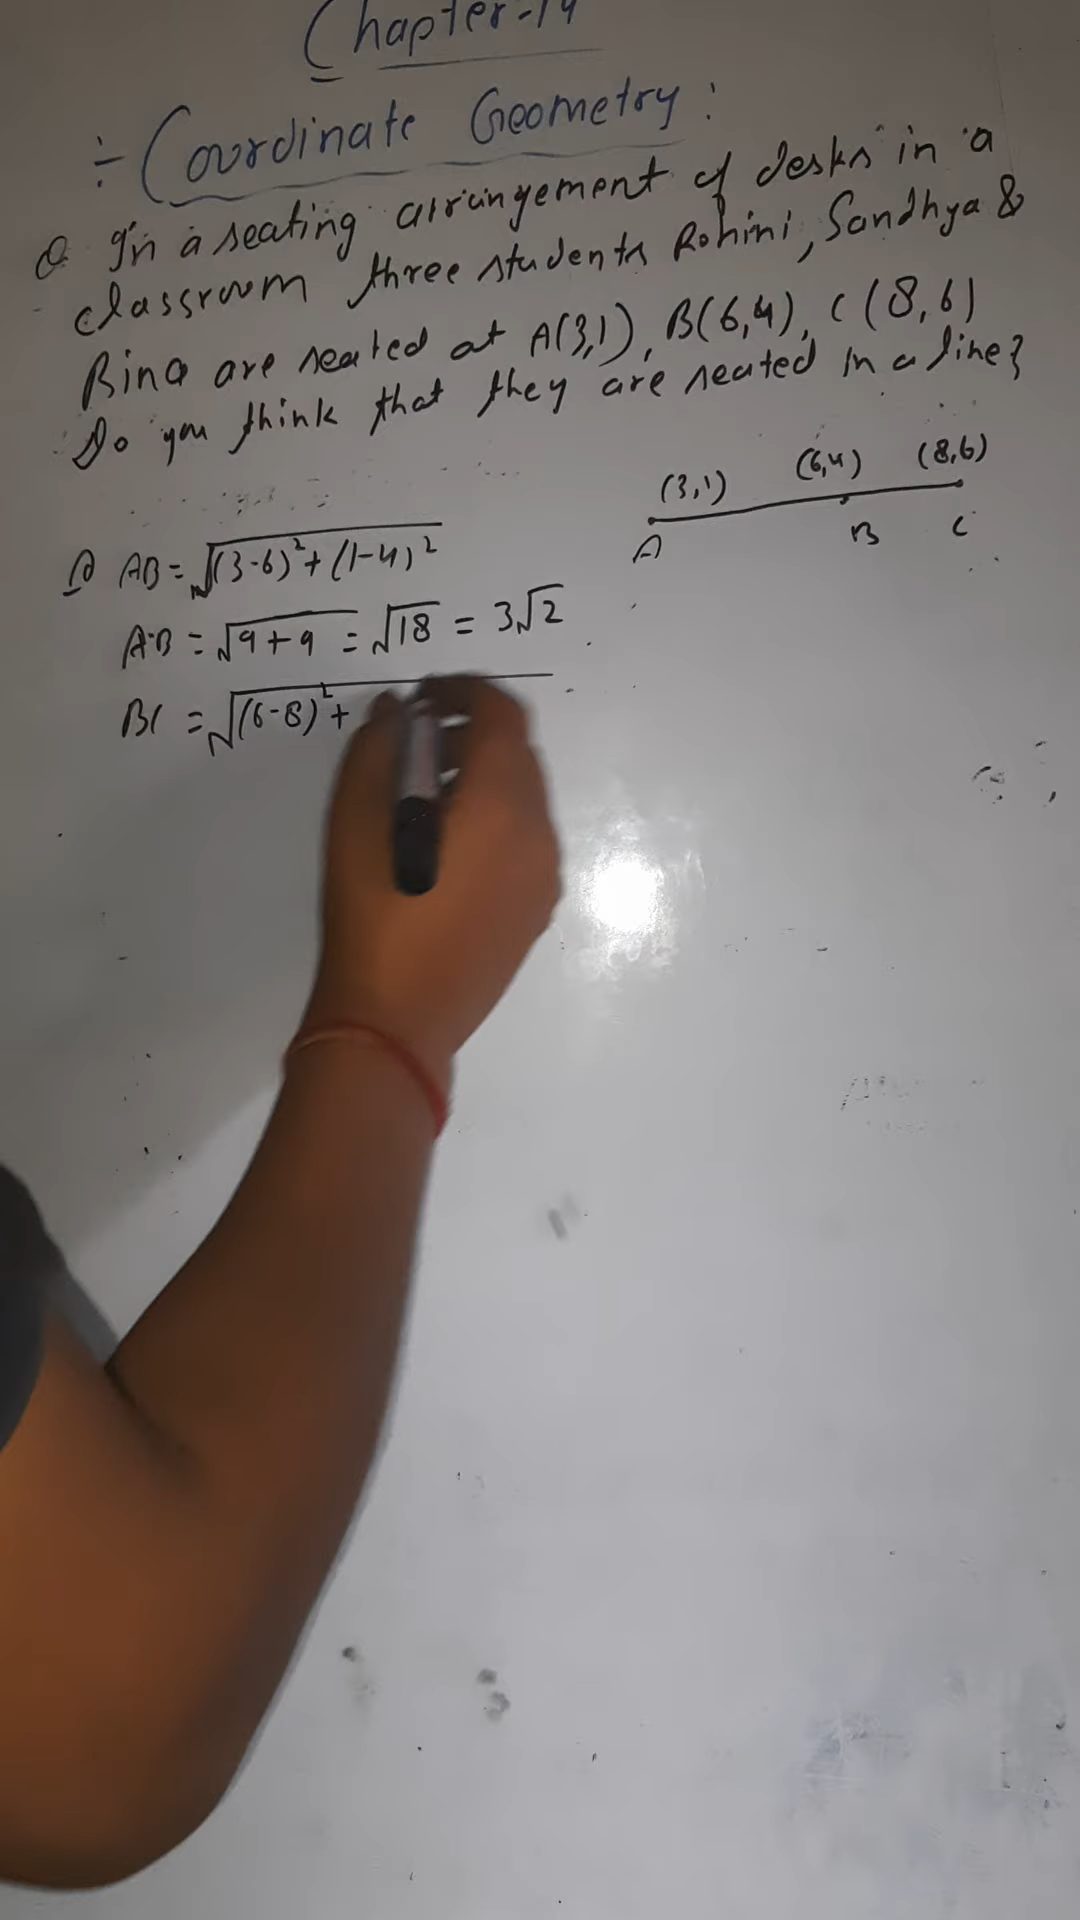 Chapter-14
÷ Coordinate Geometry:
Q. In a seating arrangement of desks in a
classroom three students Rohini, Sandhya &
Bina are seated at A(3,1), B(6,4), C(8,6)
Do you think that they are seated in a line?
(3,1) (6,4) (8,6)
A B C
AB = √(3-6)²+(1-4)²
AB = √9+9 = √18 = 3√2
BC = √(6-8)²+